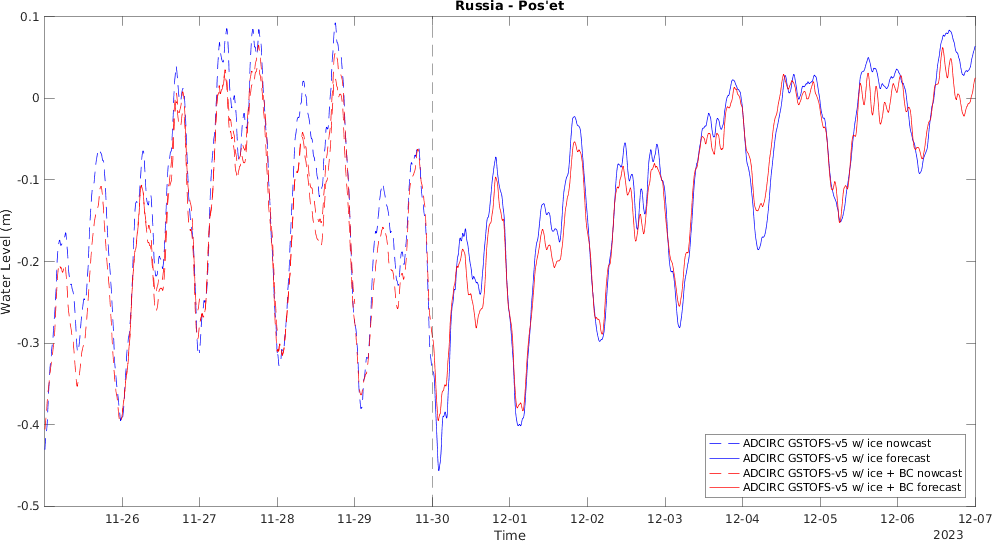 Russia - Pos'et
0.1
0
-0.1
-0.2
-0.3
-0.4
-0.5
Water Level (m)
ADCIRC GSTOFS-v5 w/ ice nowcast
ADCIRC GSTOFS-v5 w/ ice forecast
ADCIRC GSTOFS-v5 w/ ice + BC nowcast
ADCIRC GSTOFS-v5 w/ ice + BC forecast
11-26 11-27 11-28 11-29 11-30 12-01 12-02 12-03 12-04 12-05 12-06 12-07
Time
2023